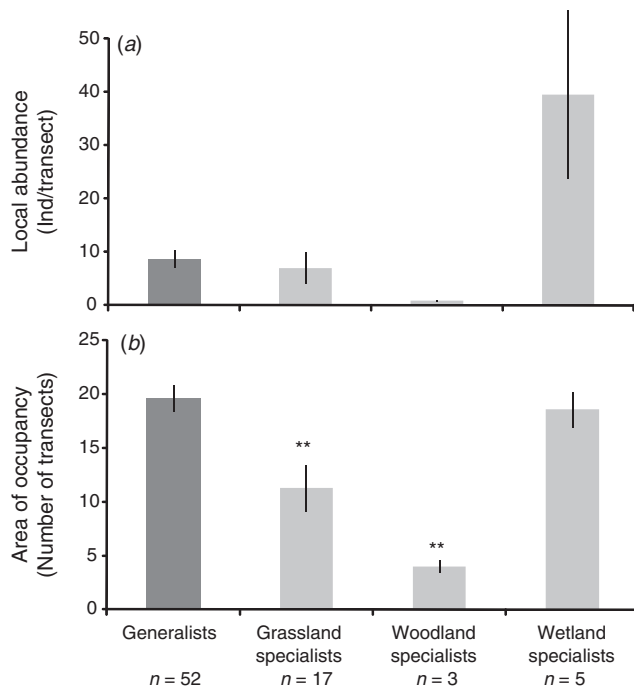 (a)
Local abundance
(Ind/transect)
50
40
30
20
10
0
(b)
Area of occupancy
(Number of transects)
25
20
15
10
5
0
**
**
Generalists
Grassland
specialists
Woodland
specialists
Wetland
specialists
n = 52
n = 17
n = 3
n = 5